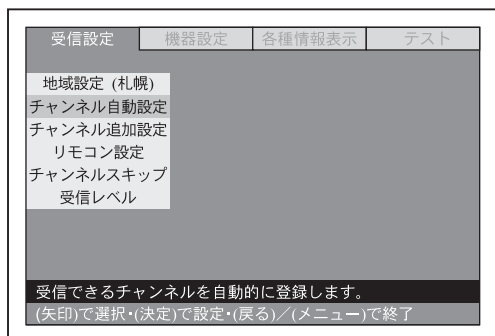 受信設定 機器設定 各種情報表示 テスト
地域設定 (札幌)
チャンネル自動設定
チャンネル追加設定
リモコン設定
チャンネルスキップ
受信レベル
受信できるチャンネルを自動的に登録します。
(矢印)で選択・(決定)で設定・(戻る)／(メニュー)で終了